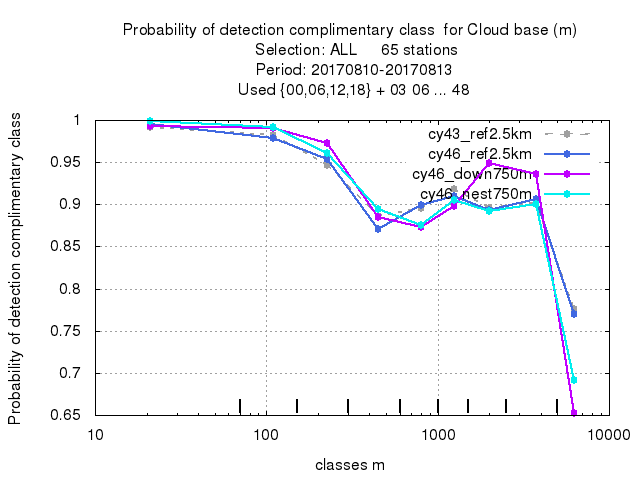 Probability of detection complimentary class  for Cloud base (m)
Selection: ALL     65 stations
Period: 20170810-20170813
Used {00,06,12,18} + 03 06 ... 48
Probability of detection complimentary class
1
0.95
0.9
0.85
0.8
0.75
0.7
0.65
cy43_ref2.5km
cy46_ref2.5km
cy46_down750m
cy46_nest750m
10 100 1000 10000
classes m